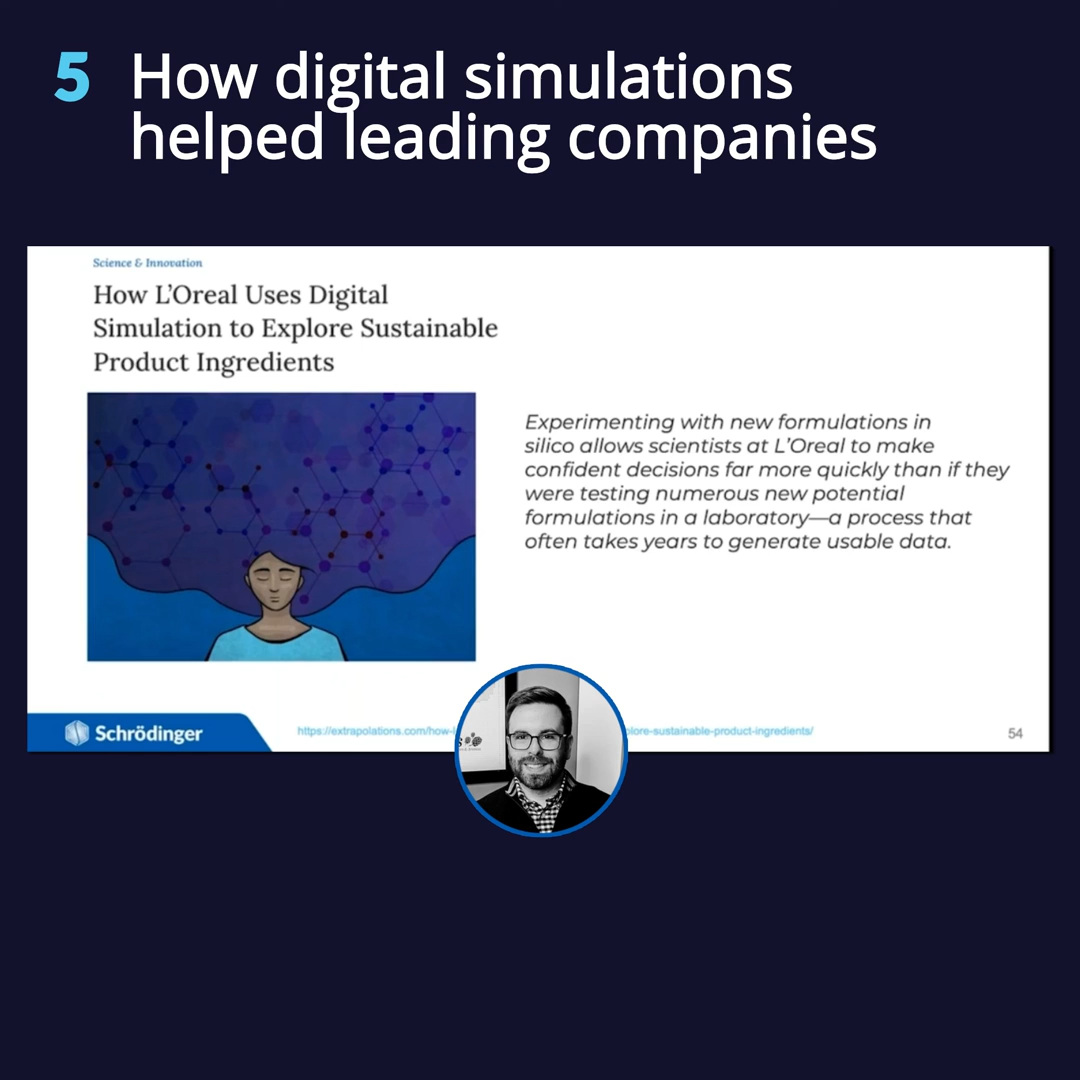 5 How digital simulations
helped leading companies
Science & Innovation
How L'Oreal Uses Digital
Simulation to Explore Sustainable
Product Ingredients
Experimenting with new formulations in
silico allows scientists at L'Oreal to make
confident decisions far more quickly than if they
were testing numerous new potential
formulations in a laboratory—a process that
often takes years to generate usable data.
Schrödinger
https://extrapolations.com/how-
lore-sustainable-product-ingredients/
54